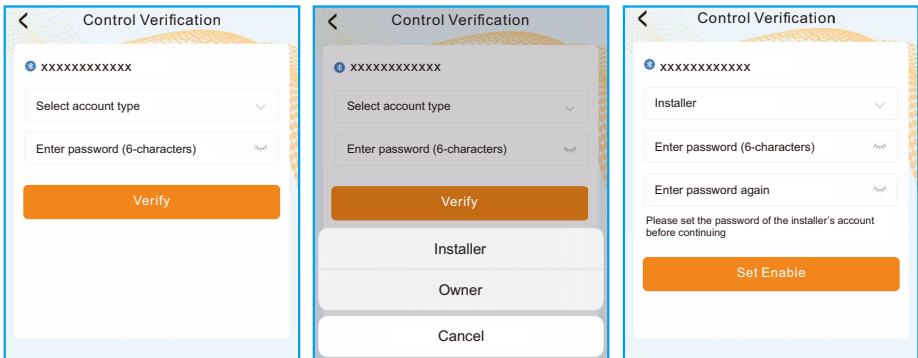 Control Verification
xxxxxxxxxxxx
Select account type
Enter password (6-characters)
Verify
Control Verification
xxxxxxxxxxxx
Select account type
Enter password (6-characters)
Verify
Installer
Owner
Cancel
Control Verification
xxxxxxxxxxxx
Installer
Enter password (6-characters)
Enter password again
Please set the password of the installer's account
before continuing
Set Enable